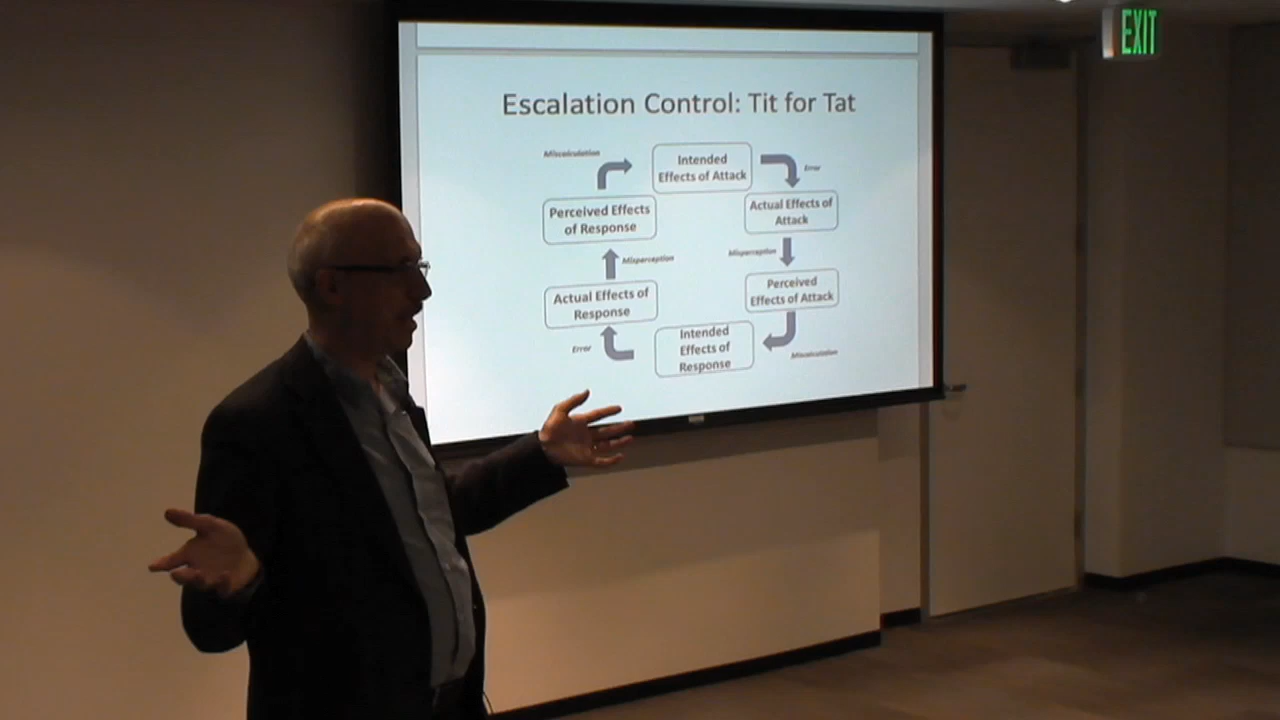 EXIT
Escalation Control: Tit for Tat
Miscalculation
Intended
Effects of Attack
Error
Actual Effects of
Attack
Misperception
Perceived
Effects of Attack
Miscalculation
Intended
Effects of
Response
Error
Actual Effects of
Response
Misperception
Perceived Effects
of Response